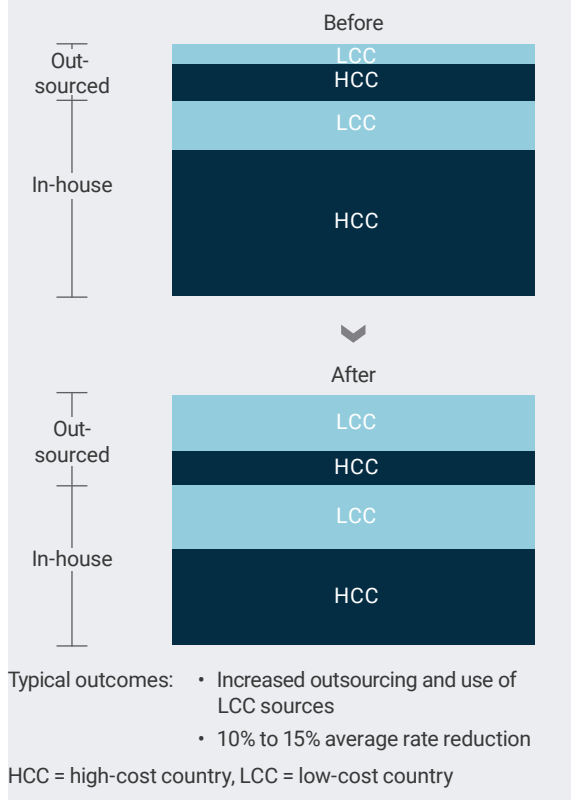 Before
Out-
sourced
LCC
HCC
In-house
LCC
HCC
After
Out-
sourced
LCC
HCC
In-house
LCC
HCC
Typical outcomes: • Increased outsourcing and use of
LCC sources
• 10% to 15% average rate reduction
HCC = high-cost country, LCC = low-cost country